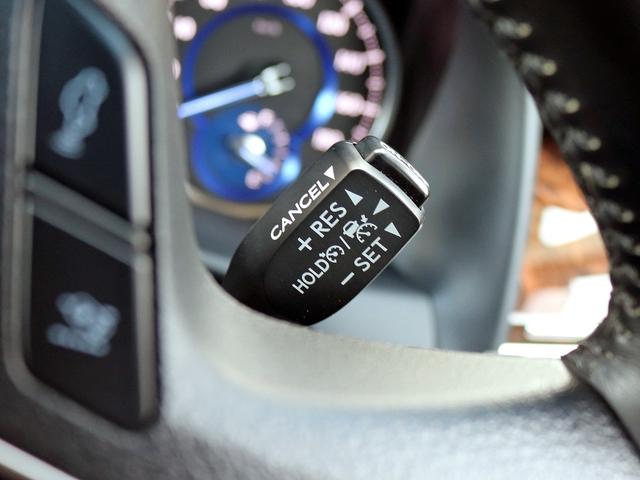 CANCEL▼
+ RES ▲
HOLD /
− SET ▼